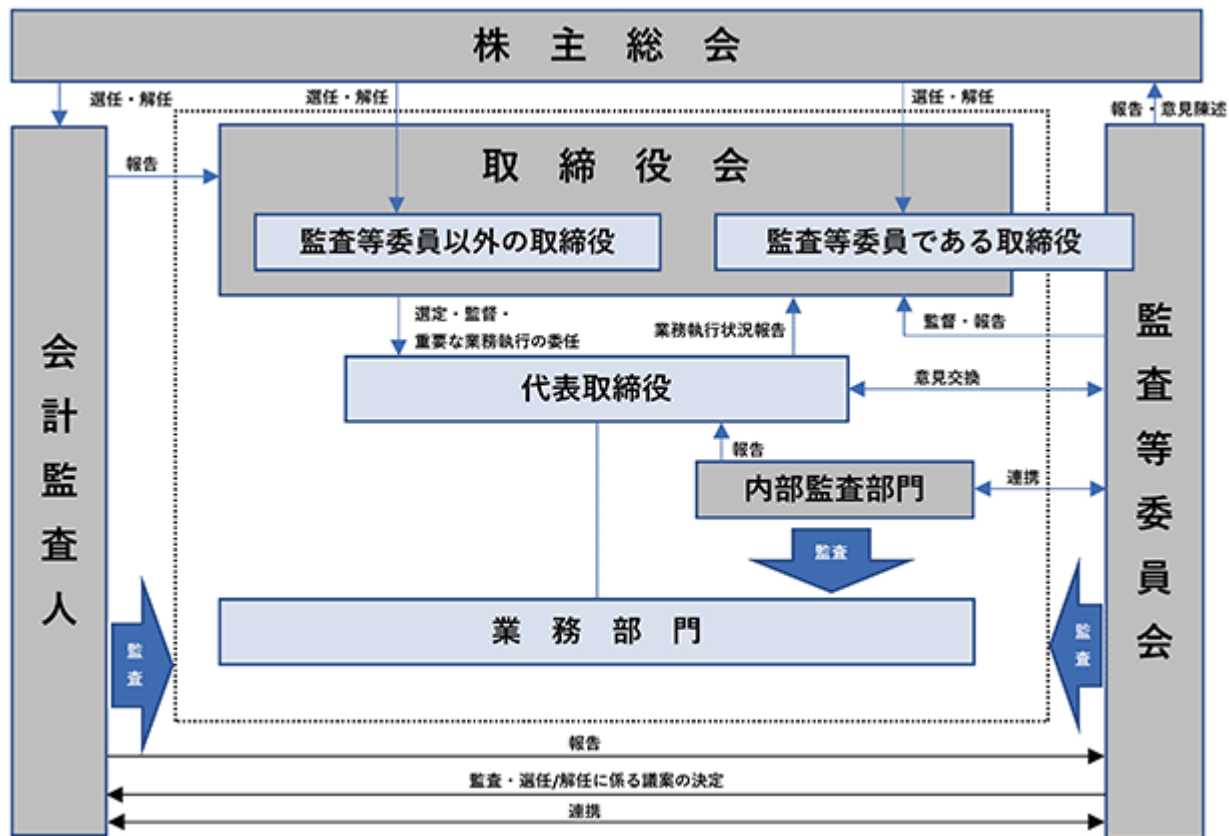 株主総会
選任・解任
選任・解任
選任・解任
報告・意見陳述
報告
取締役会
監査等委員以外の取締役
監査等委員である取締役
選定・監督・
重要な業務執行の委任
業務執行状況報告
監督・報告
代表取締役
意見交換
報告
内部監査部門
連携
監査
業務部門
会計監査人
監査等委員会
監査
監査
報告
監査・選任/解任に係る議案の決定
連携